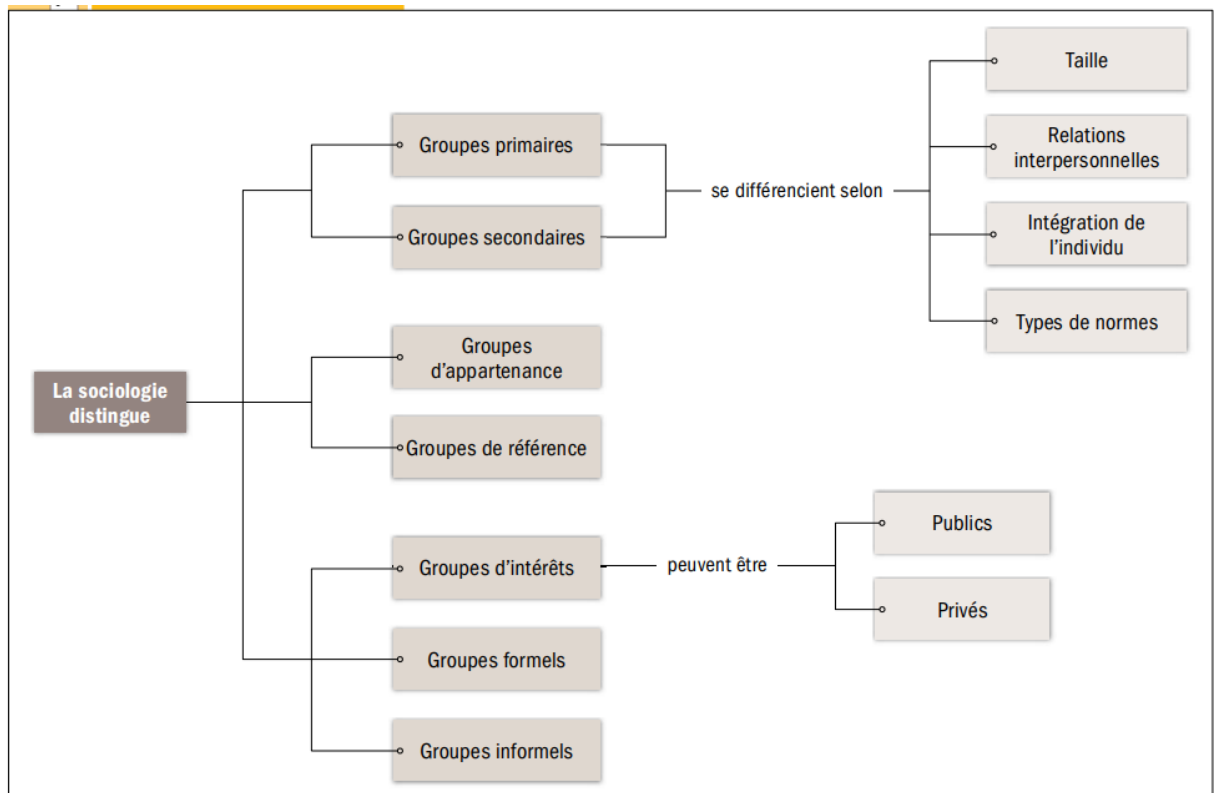 Taille
Groupes primaires
Relations
interpersonnelles
se différencient selon
Groupes secondaires
Intégration de
l'individu
Types de normes
Groupes
d'appartenance
La sociologie
distingue
Groupes de référence
Publics
Groupes d'intérêts
peuvent être
Privés
Groupes formels
Groupes informels